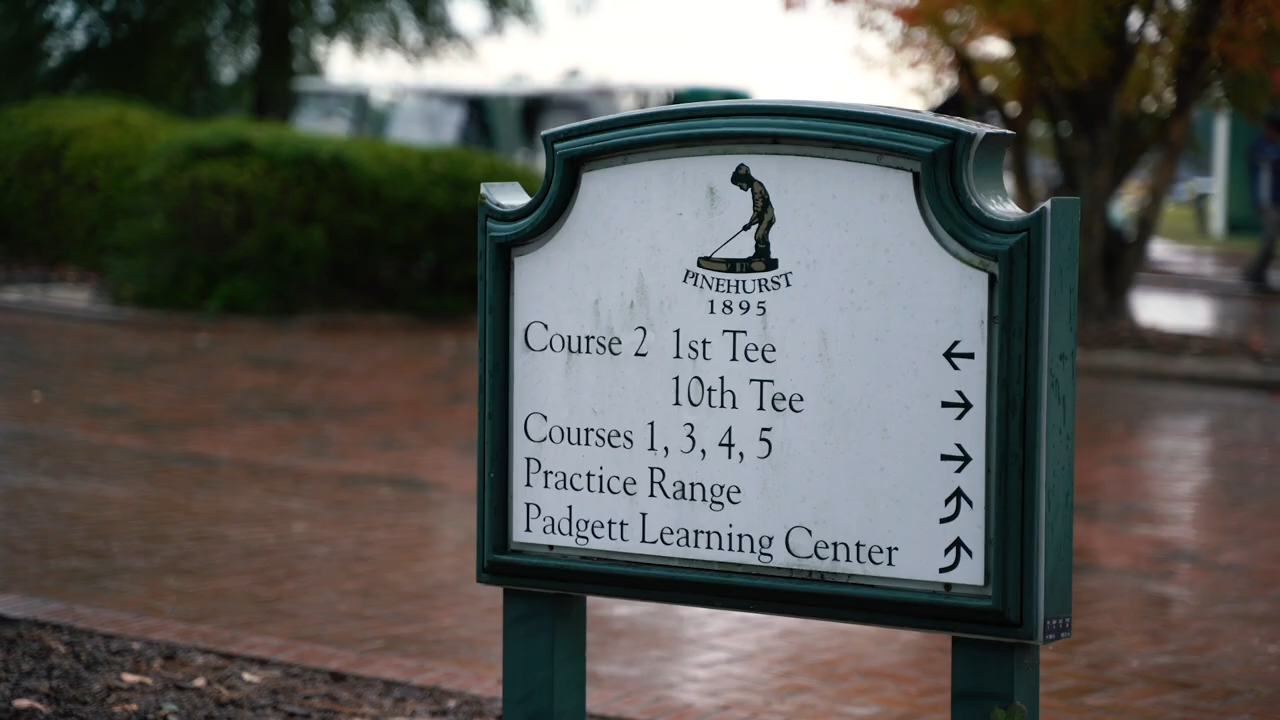 PINEHURST
1895
Course 2 1st Tee ←
10th Tee →
Courses 1, 3, 4, 5 →
Practice Range ⤴
Padgett Learning Center ⤴